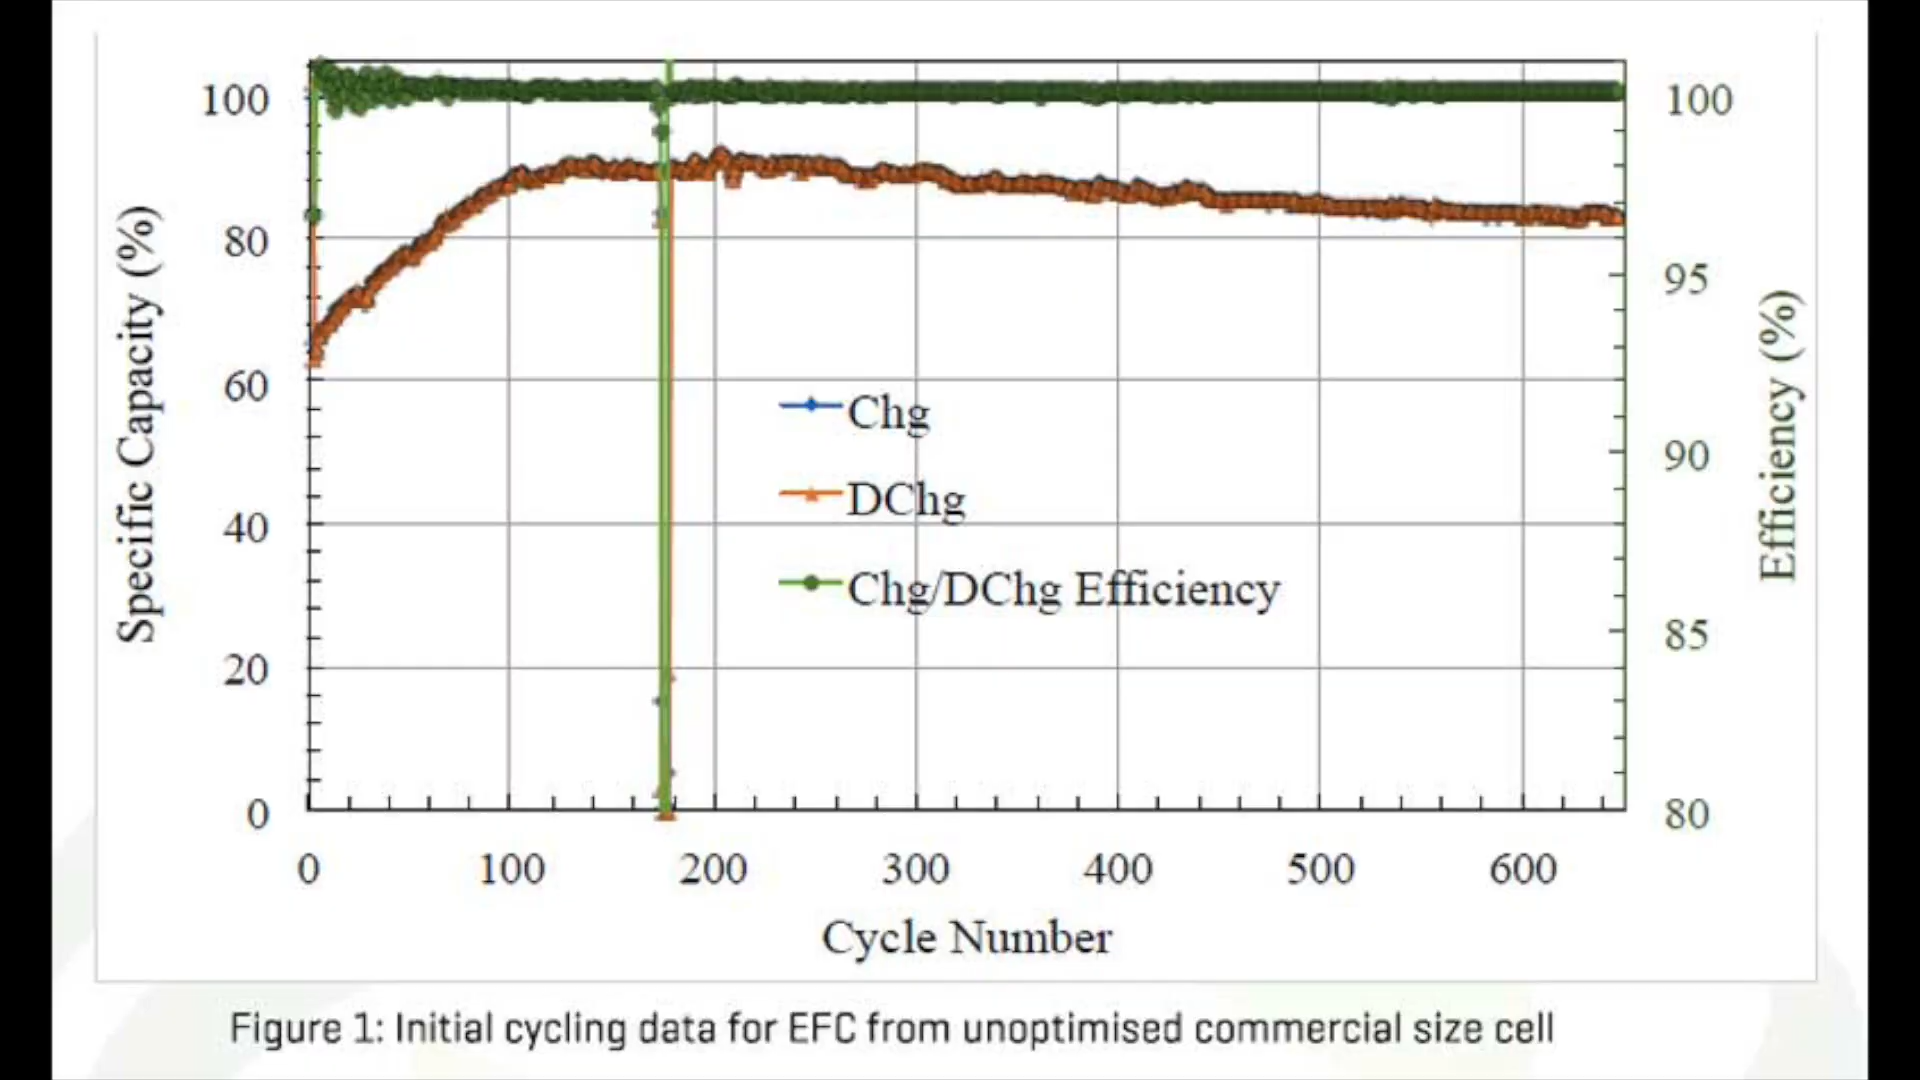 Specific Capacity (%)
100
80
60
40
20
0
Chg
DChg
Chg/DChg Efficiency
100
95
90
85
80
Efficiency (%)
0 100 200 300 400 500 600
Cycle Number
Figure 1: Initial cycling data for EFC from unoptimised commercial size cell